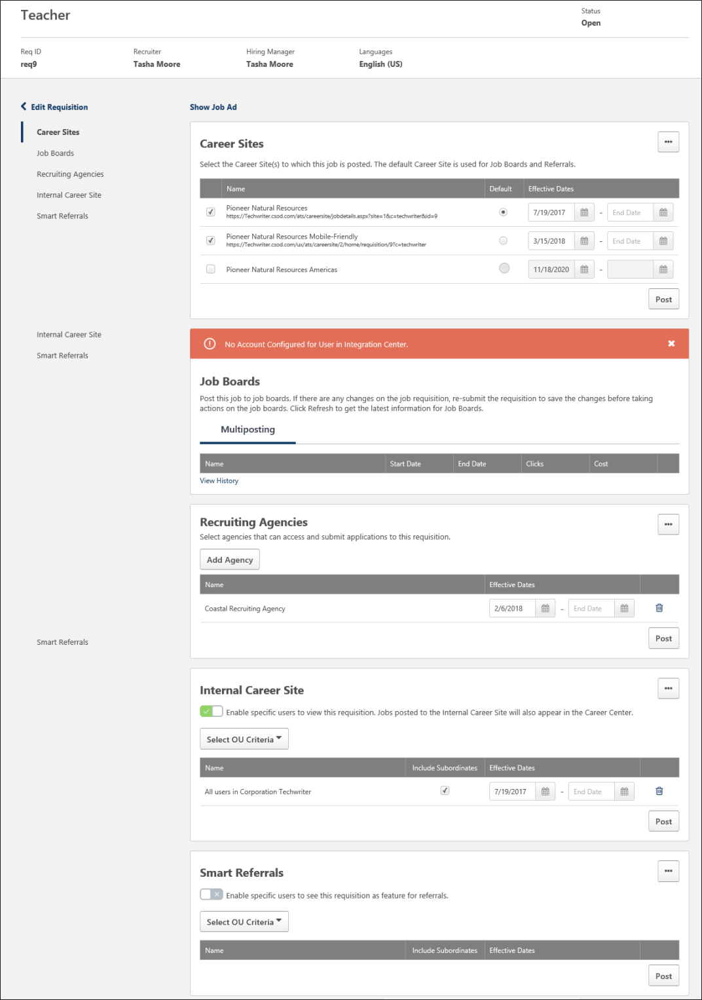 Teacher
Status
Open
Req ID
Recruiter
Hiring Manager
Languages
req9
Tasha Moore
Tasha Moore
English (US)
Edit Requisition
Show Job Ad
Career Sites
Job Boards
Recruiting Agencies
Internal Career Site
Smart Referrals
Career Sites
Select the Career Site(s) to which this job is posted. The default Career Site is used for Job Boards and Referrals.
Name
Default
Effective Dates
Pioneer Natural Resources
https://Techwriter.csod.com/ats/careersite/jobdetails.aspx?site=1&c=techwriter&id=9
7/19/2017
-
End Date
Pioneer Natural Resources Mobile-Friendly
https://Techwriter.csod.com/ux/ats/careersite/2/home/requisition/9?c=techwriter
3/15/2018
-
End Date
Pioneer Natural Resources Americas
11/18/2020
-
Post
Internal Career Site
Smart Referrals
No Account Configured for User in Integration Center.
Job Boards
Post this job to job boards. If there are any changes on the job requisition, re-submit the requisition to save the changes before taking
actions on the job boards. Click Refresh to get the latest information for Job Boards.
Multiposting
Name
Start Date
End Date
Clicks
Cost
View History
Recruiting Agencies
Select agencies that can access and submit applications to this requisition.
Add Agency
Name
Effective Dates
Coastal Recruiting Agency
2/6/2018
-
End Date
Post
Smart Referrals
Internal Career Site
Enable specific users to view this requisition. Jobs posted to the Internal Career Site will also appear in the Career Center.
Select OU Criteria
Name
Include Subordinates
Effective Dates
All users in Corporation Techwriter
7/19/2017
-
End Date
Post
Smart Referrals
Enable specific users to see this requisition as feature for referrals.
Select OU Criteria
Name
Include Subordinates
Effective Dates
Post